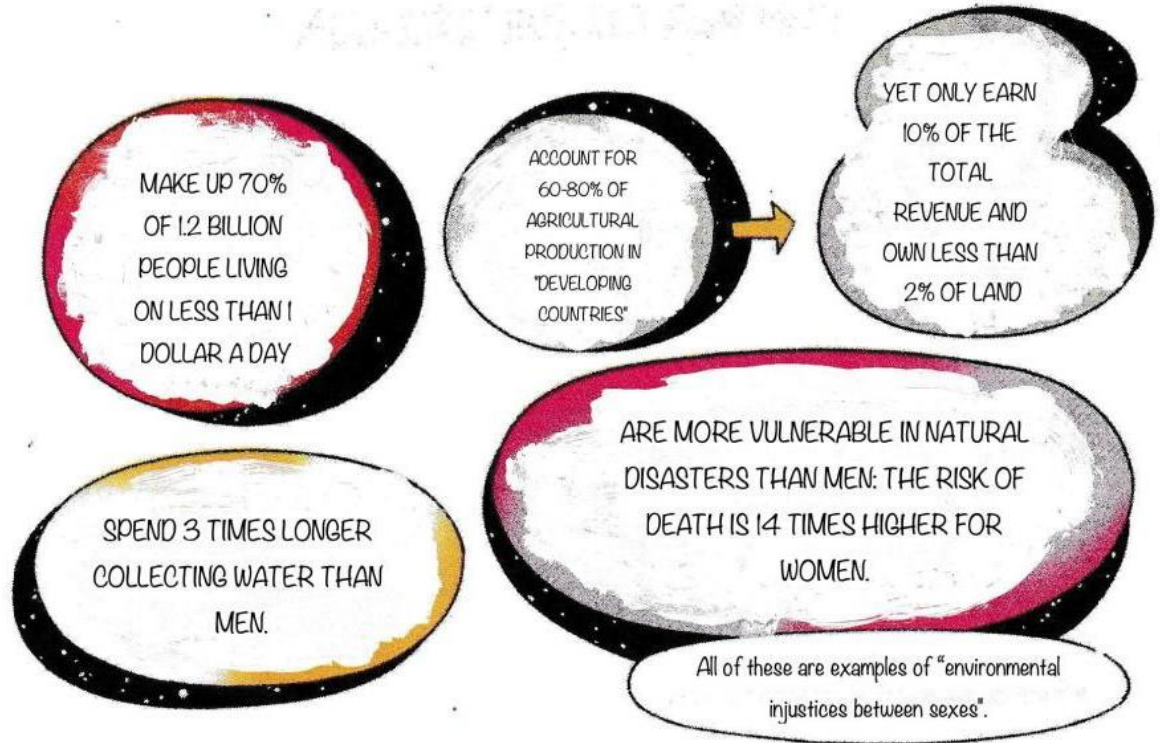 MAKE UP 70%
OF 1.2 BILLION
PEOPLE LIVING
ON LESS THAN 1
DOLLAR A DAY
ACCOUNT FOR
60-80% OF
AGRICULTURAL
PRODUCTION IN
"DEVELOPING
COUNTRIES"
YET ONLY EARN
10% OF THE
TOTAL
REVENUE AND
OWN LESS THAN
2% OF LAND
SPEND 3 TIMES LONGER
COLLECTING WATER THAN
MEN.
ARE MORE VULNERABLE IN NATURAL
DISASTERS THAN MEN: THE RISK OF
DEATH IS 14 TIMES HIGHER FOR
WOMEN.
All of these are examples of “environmental
injustices between sexes".